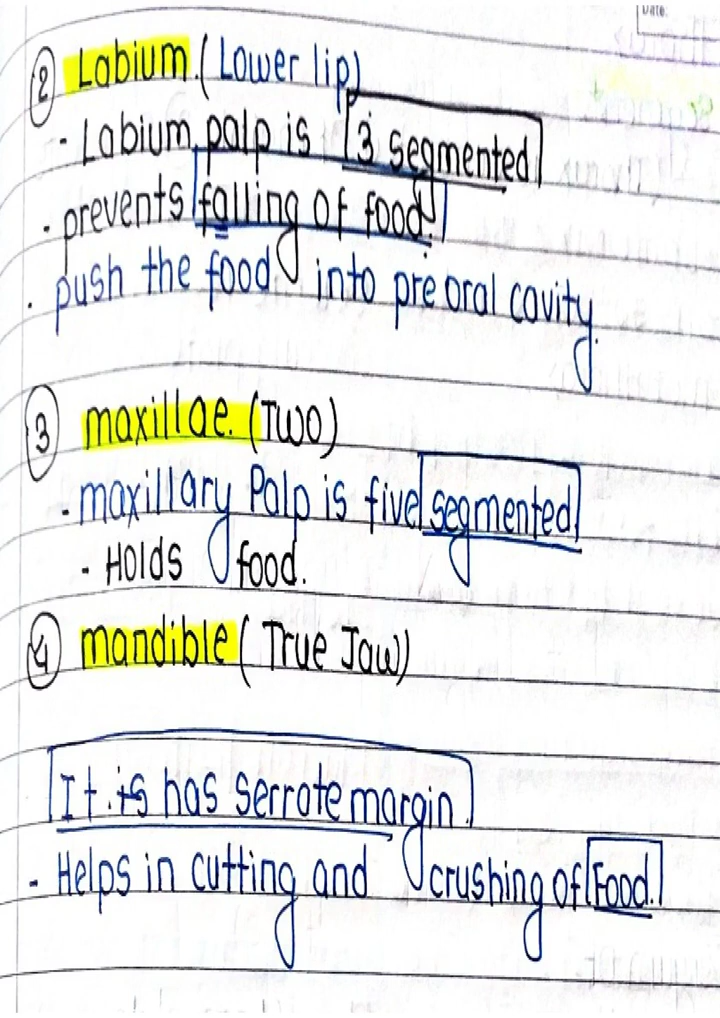 Date:
② Labium (Lower lip)
- Labium palp is 3 segmented
· prevents falling of food.
· push the food into pre oral cavity.
③ maxillae. (Two)
· maxillary Palp is five segmented
- Holds food.
④ mandible (True Jaw)
It is has serrate margin.
- Helps in cutting and crushing of Food.